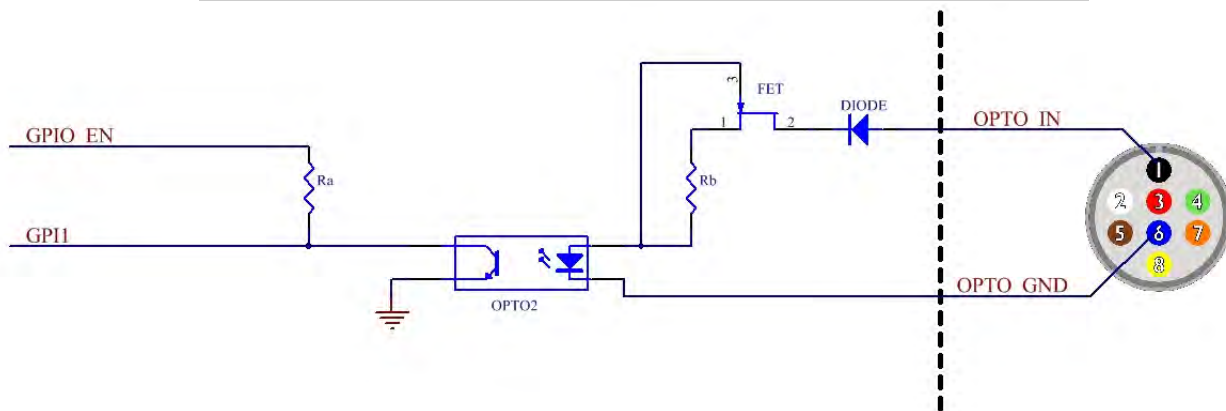 3
FET
DIODE
OPTO IN
GPIO EN
1
2
1
Ra
Rb
2
3
4
GPI1
5
6
7
8
OPTO GND
OPTO2